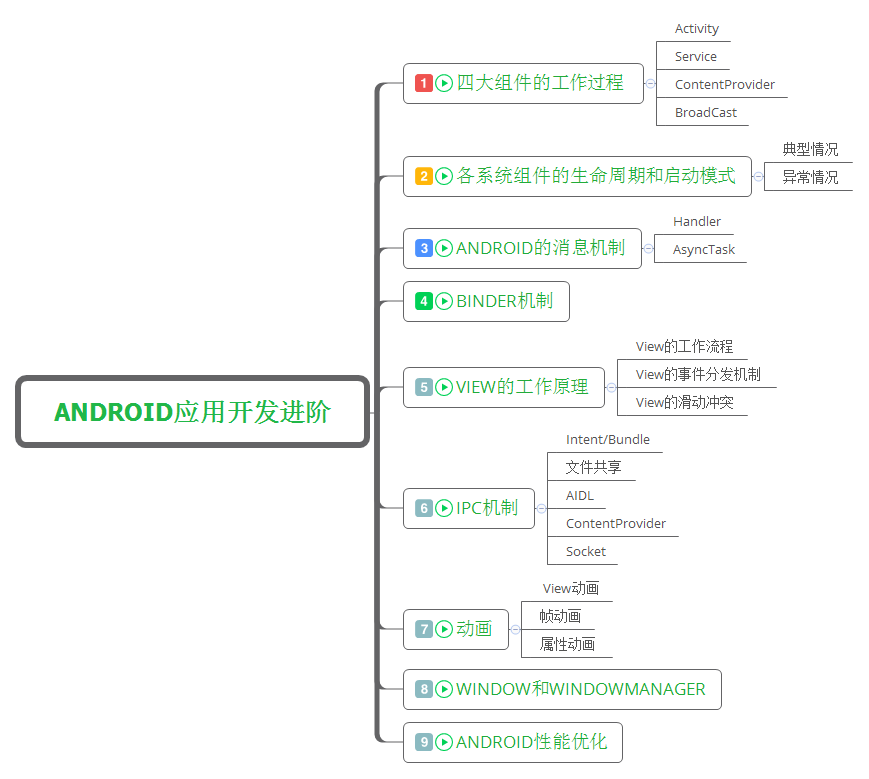 ANDROID应用开发进阶
1 四大组件的工作过程
Activity
Service
ContentProvider
BroadCast
2 各系统组件的生命周期和启动模式
典型情况
异常情况
3 ANDROID的消息机制
Handler
AsyncTask
4 BINDER机制
5 VIEW的工作原理
View的工作流程
View的事件分发机制
View的滑动冲突
6 IPC机制
Intent/Bundle
文件共享
AIDL
ContentProvider
Socket
7 动画
View动画
帧动画
属性动画
8 WINDOW和WINDOWMANAGER
9 ANDROID性能优化